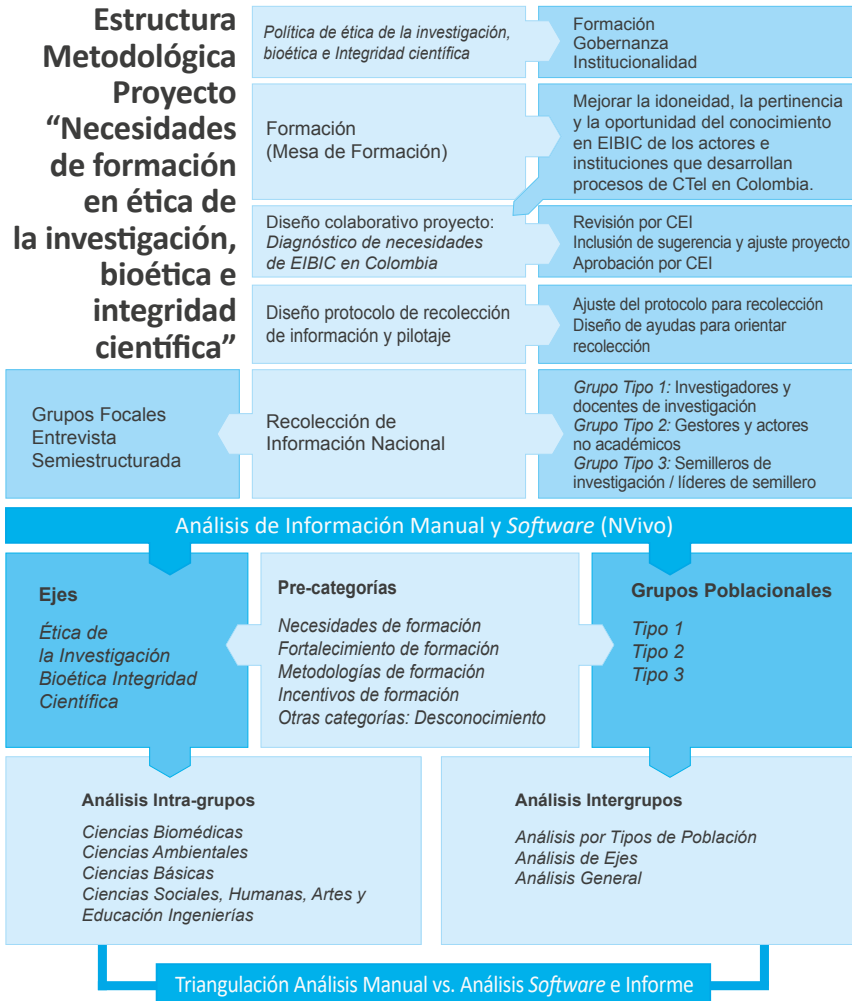 Estructura
Metodológica
Proyecto
“Necesidades
de formación
en ética de
la investigación,
bioética e
integridad
científica”
Política de ética de la investigación,
bioética e Integridad científica
Formación
Gobernanza
Institucionalidad
Formación
(Mesa de Formación)
Mejorar la idoneidad, la pertinencia
y la oportunidad del conocimiento
en EIBIC de los actores e
instituciones que desarrollan
procesos de CTeI en Colombia.
Diseño colaborativo proyecto:
Diagnóstico de necesidades
de EIBIC en Colombia
Revisión por CEI
Inclusión de sugerencia y ajuste proyecto
Aprobación por CEI
Diseño protocolo de recolección
de información y pilotaje
Ajuste del protocolo para recolección
Diseño de ayudas para orientar
recolección
Grupos Focales
Entrevista
Semiestructurada
Recolección de
Información Nacional
Grupo Tipo 1: Investigadores y
docentes de investigación
Grupo Tipo 2: Gestores y actores
no académicos
Grupo Tipo 3: Semilleros de
investigación / líderes de semillero
Análisis de Información Manual y Software (NVivo)
Ejes
Ética de
la Investigación
Bioética Integridad
Científica
Pre-categorías
Necesidades de formación
Fortalecimiento de formación
Metodologías de formación
Incentivos de formación
Otras categorías: Desconocimiento
Grupos Poblacionales
Tipo 1
Tipo 2
Tipo 3
Análisis Intra-grupos
Ciencias Biomédicas
Ciencias Ambientales
Ciencias Básicas
Ciencias Sociales, Humanas, Artes y
Educación Ingenierías
Análisis Intergrupos
Análisis por Tipos de Población
Análisis de Ejes
Análisis General
Triangulación Análisis Manual vs. Análisis Software e Informe